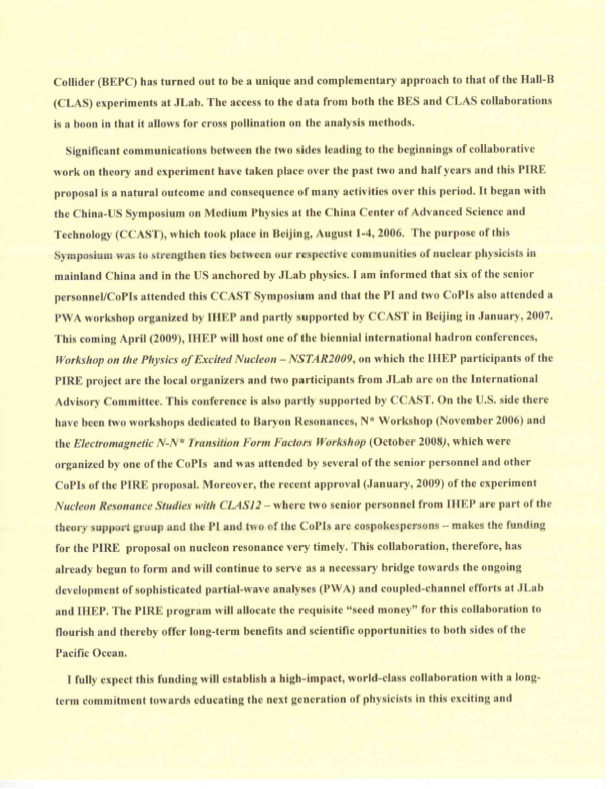 Collider (BEPC) has turned out to be a unique and complementary approach to that of the Hall-B
(CLAS) experiments at JLab. The access to the data from both the BES and CLAS collaborations
is a boon in that it allows for cross pollination on the analysis methods.
Significant communications between the two sides leading to the beginnings of collaborative
work on theory and experiment have taken place over the past two and half years and this PIRE
proposal is a natural outcome and consequence of many activities over this period. It began with
the China-US Symposium on Medium Physics at the China Center of Advanced Science and
Technology (CCAST), which took place in Beijing, August 1-4, 2006. The purpose of this
Symposium was to strengthen ties between our respective communities of nuclear physicists in
mainland China and in the US anchored by JLab physics. I am informed that six of the senior
personnel/CoPIs attended this CCAST Symposium and that the PI and two CoPIs also attended a
PWA workshop organized by IHEP and partly supported by CCAST in Beijing in January, 2007.
This coming April (2009), IHEP will host one of the biennial international hadron conferences,
Workshop on the Physics of Excited Nucleon – NSTAR2009, on which the IHEP participants of the
PIRE project are the local organizers and two participants from JLab are on the International
Advisory Committee. This conference is also partly supported by CCAST. On the U.S. side there
have been two workshops dedicated to Baryon Resonances, N* Workshop (November 2006) and
the Electromagnetic N-N* Transition Form Factors Workshop (October 2008), which were
organized by one of the CoPIs and was attended by several of the senior personnel and other
CoPIs of the PIRE proposal. Moreover, the recent approval (January, 2009) of the experiment
Nucleon Resonance Studies with CLAS12 – where two senior personnel from IHEP are part of the
theory support group and the PI and two of the CoPIs are cospokespersons – makes the funding
for the PIRE proposal on nucleon resonance very timely. This collaboration, therefore, has
already begun to form and will continue to serve as a necessary bridge towards the ongoing
development of sophisticated partial-wave analyses (PWA) and coupled-channel efforts at JLab
and IHEP. The PIRE program will allocate the requisite “seed money” for this collaboration to
flourish and thereby offer long-term benefits and scientific opportunities to both sides of the
Pacific Ocean.
I fully expect this funding will establish a high-impact, world-class collaboration with a long-
term commitment towards educating the next generation of physicists in this exciting and